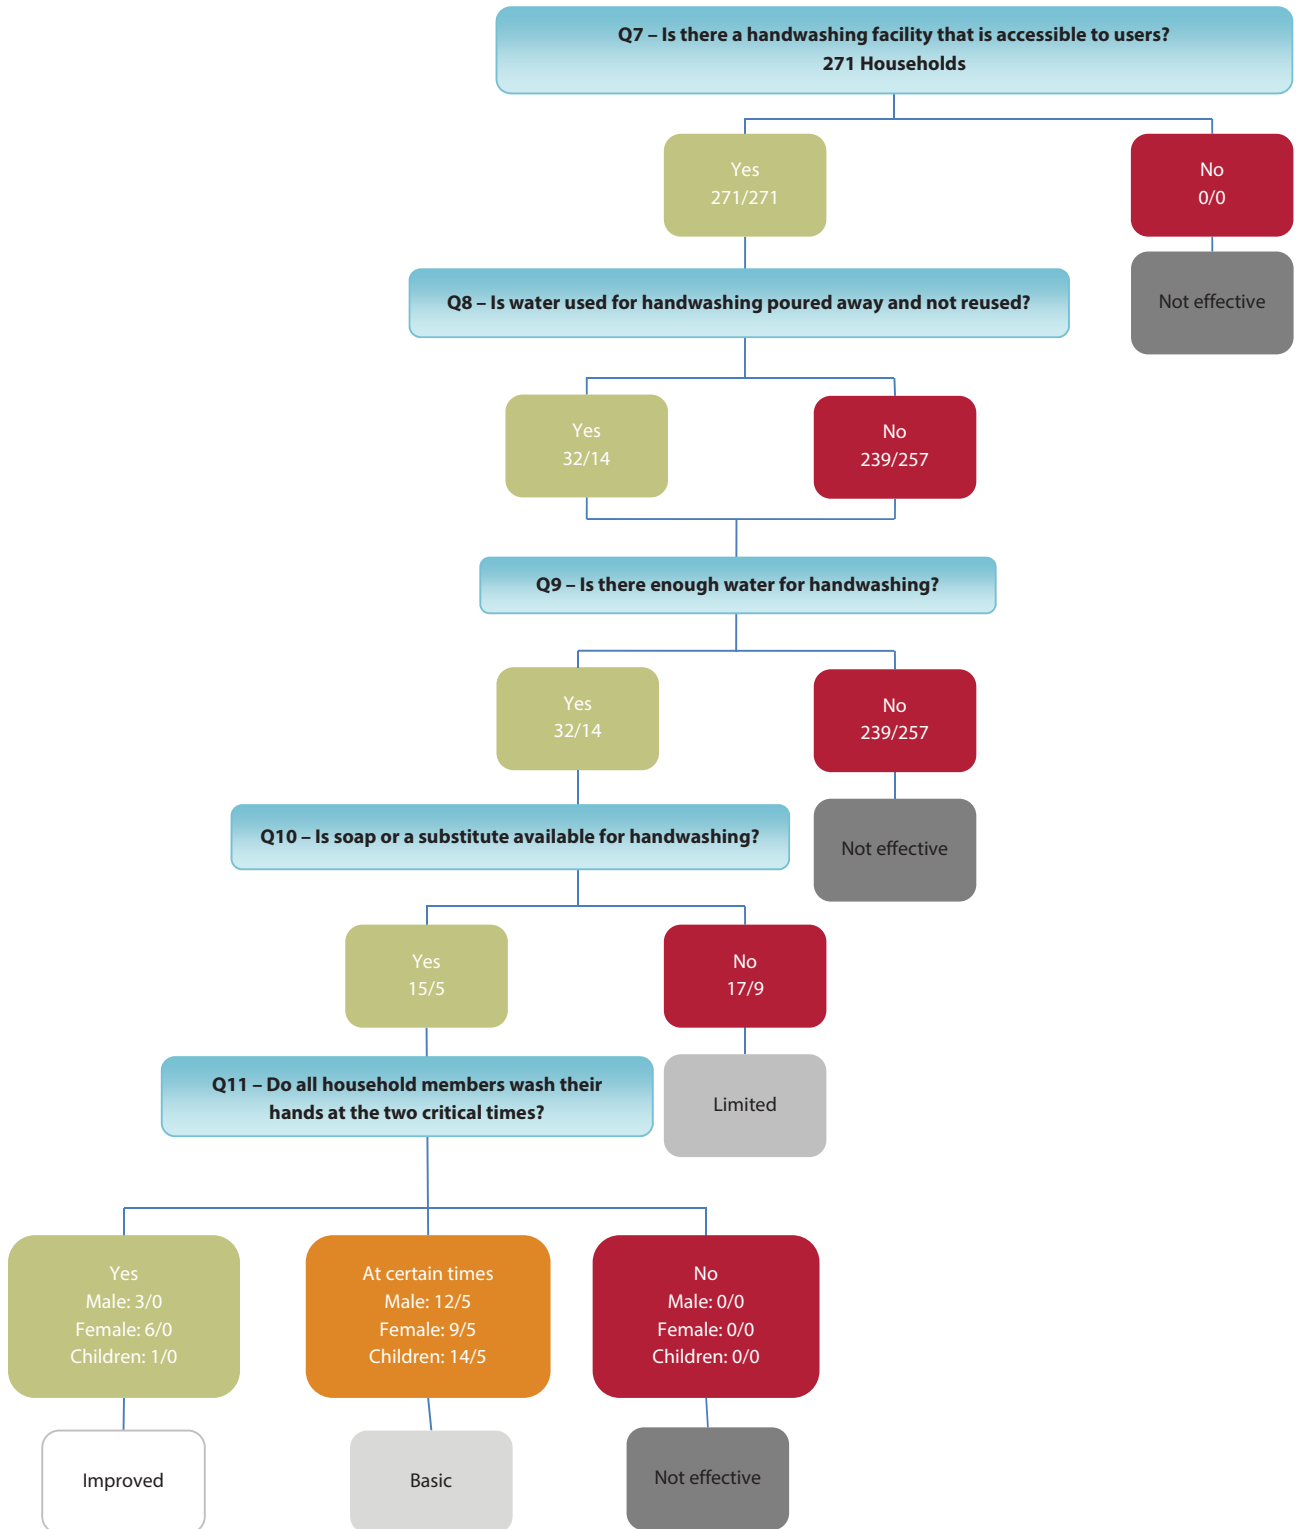 Q7 – Is there a handwashing facility that is accessible to users?
271 Households
Yes
271/271
No
0/0
Not effective
Q8 – Is water used for handwashing poured away and not reused?
Yes
32/14
No
239/257
Q9 – Is there enough water for handwashing?
Yes
32/14
No
239/257
Not effective
Q10 – Is soap or a substitute available for handwashing?
Yes
15/5
No
17/9
Limited
Q11 – Do all household members wash their
hands at the two critical times?
Yes
Male: 3/0
Female: 6/0
Children: 1/0
At certain times
Male: 12/5
Female: 9/5
Children: 14/5
No
Male: 0/0
Female: 0/0
Children: 0/0
Improved
Basic
Not effective